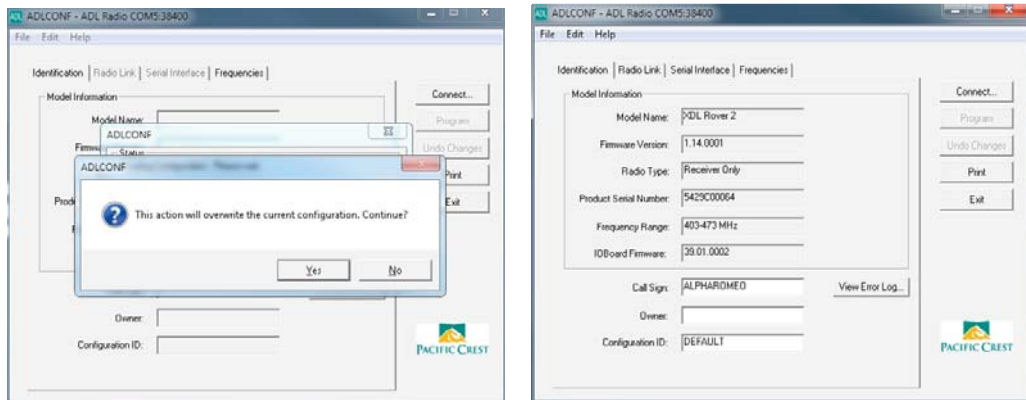 ADLCONF - ADL Radio COM5:38400
File Edit Help
Identification Radio Link Serial Interface Frequencies
Model Information
Model Name:
ADLCONF
Status
ADLCONF
This action will overwrite the current configuration. Continue?
Yes
No
Owner:
Configuration ID:
Connect...
Program
Undo Changes
Print
Exit
PACIFIC CREST
ADLCONF - ADL Radio COM5:38400
File Edit Help
Identification Radio Link Serial Interface Frequencies
Model Information
Model Name: XDL Rover 2
Firmware Version: 1.14.0001
Radio Type: Receiver Only
Product Serial Number: 5429C00064
Frequency Range: 403-473 MHz
IOBoard Firmware: 39.01.0002
Call Sign: ALPHAROMEO
View Error Log...
Owner:
Configuration ID: DEFAULT
Connect...
Program
Undo Changes
Print
Exit
PACIFIC CREST